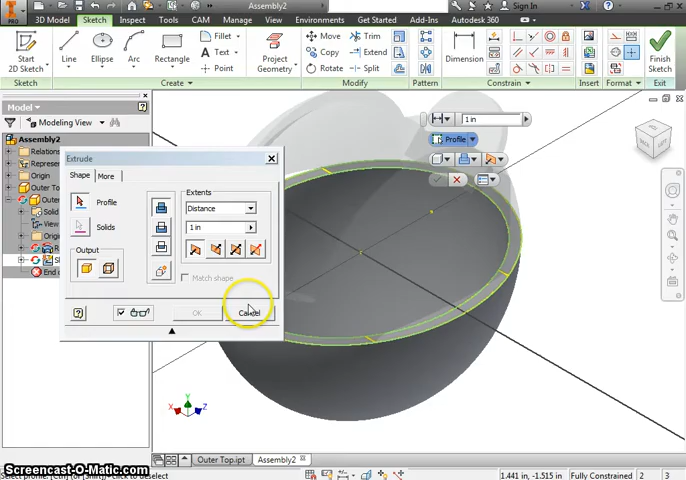 Assembly2
Sign In
PRO
3D Model
Sketch
Inspect
Tools
CAM
Manage
View
Environments
Get Started
Add-Ins
Autodesk 360
Start
2D Sketch
Line
Ellipse
Arc
Rectangle
Fillet
Text
Point
Project
Geometry
Move
Copy
Rotate
Trim
Extend
Split
Dimension
Finish
Sketch
Sketch
Create
Modify
Pattern
Constrain
Insert
Format
Exit
Model
Modeling View
Assembly2
Origin
Extrude
Shape
More
Profile
Solids
Output
Extents
Distance
1 in
Match shape
OK
Cancel
1 in
Profile
BACK
LEFT
X
Y
Z
Outer Top.ipt
Assembly2
Screencast-O-Matic.com
1.441 in, -1.515 in
Fully Constrained
2
3